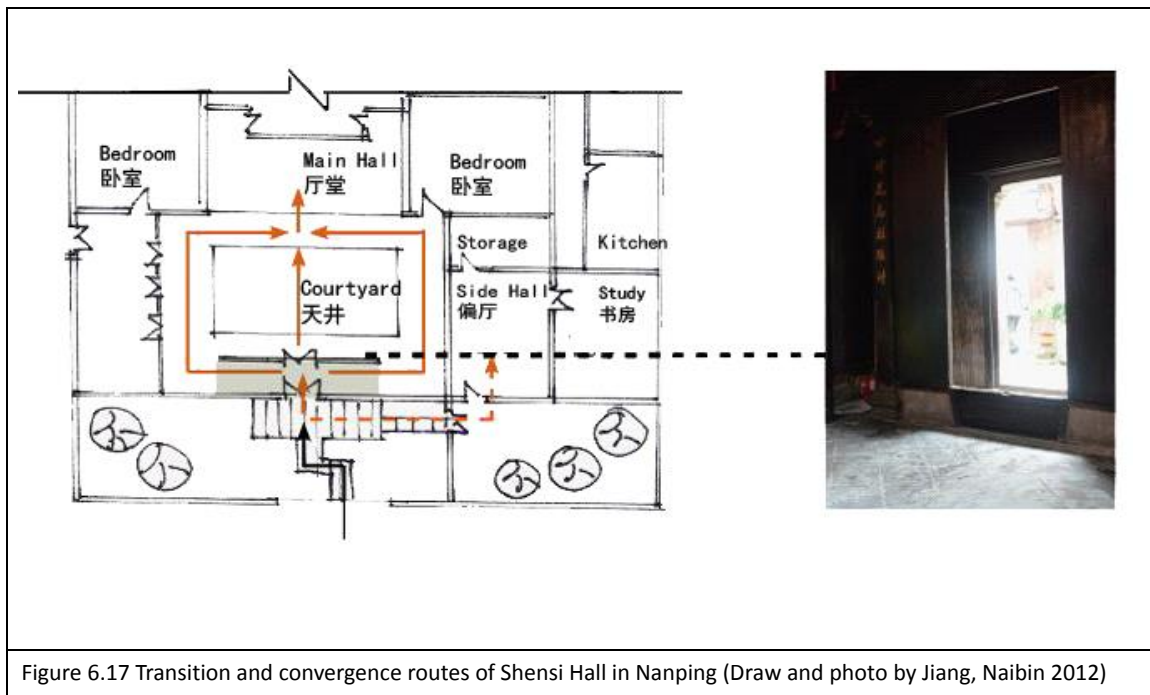 Bedroom
卧室
Main Hall
厅堂
Bedroom
卧室
Storage
Kitchen
Courtyard
天井
Side Hall
偏厅
Study
书房
Figure 6.17 Transition and convergence routes of Shensi Hall in Nanping (Draw and photo by Jiang, Naibin 2012)